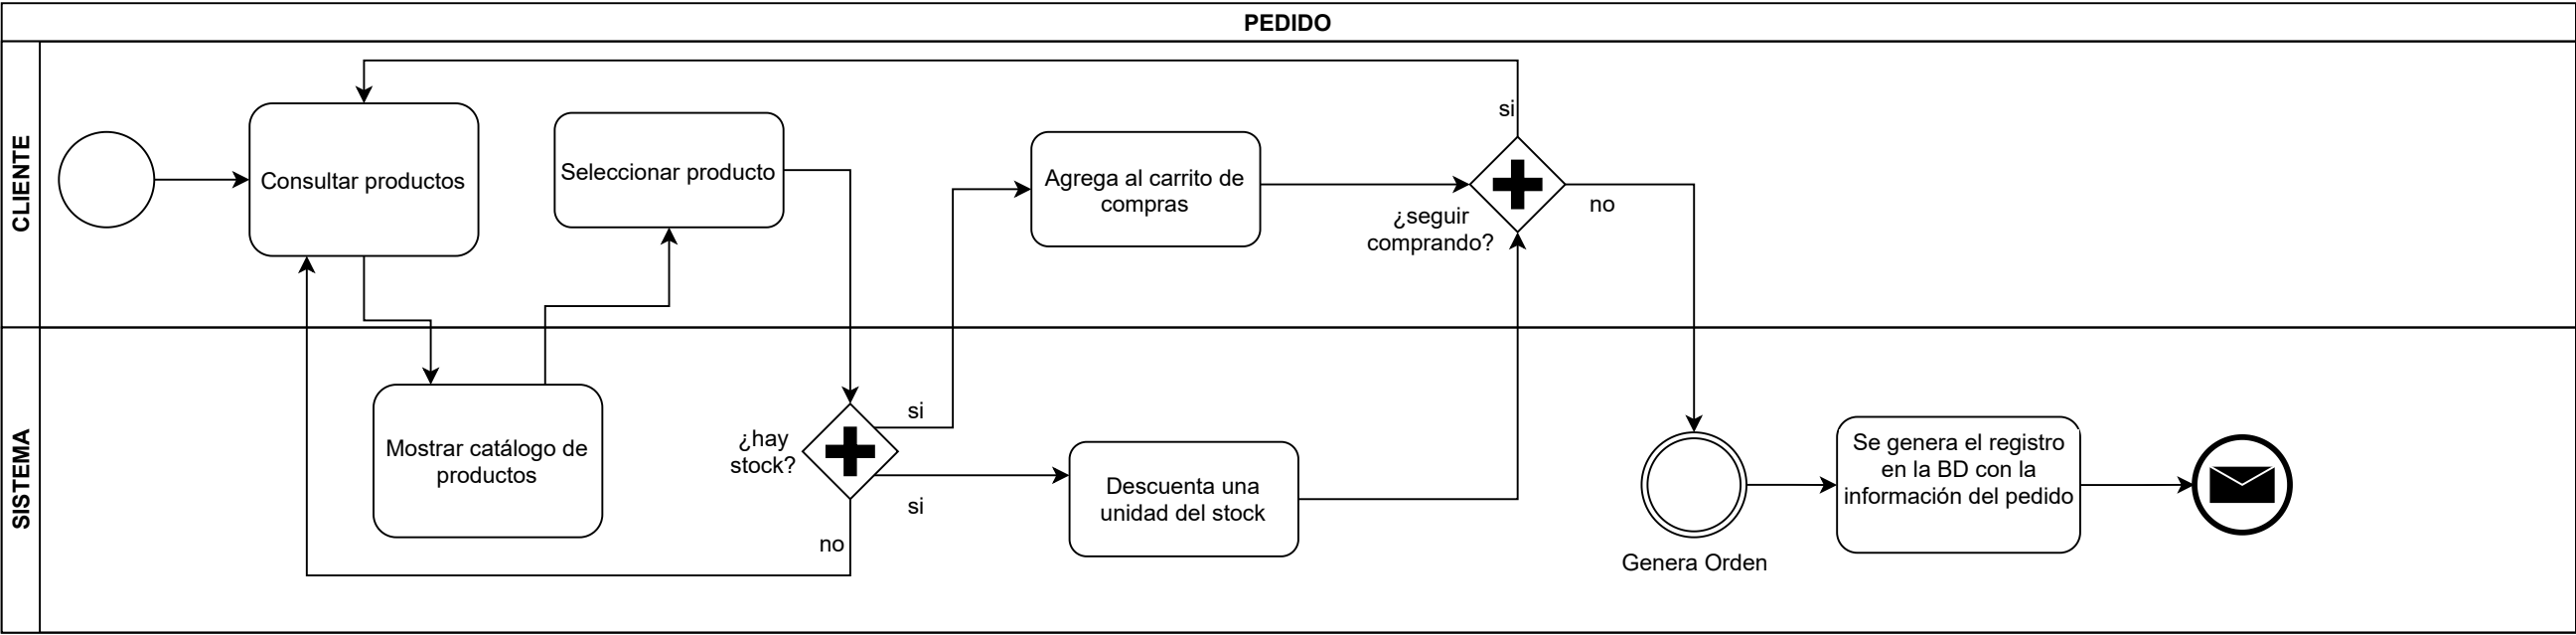 PEDIDO
CLIENTE
Consultar productos
Seleccionar producto
Agrega al carrito de
compras
si
¿seguir
comprando?
no
SISTEMA
Mostrar catálogo de
productos
¿hay
stock?
si
si
no
Descuenta una
unidad del stock
Genera Orden
Se genera el registro
en la BD con la
información del pedido